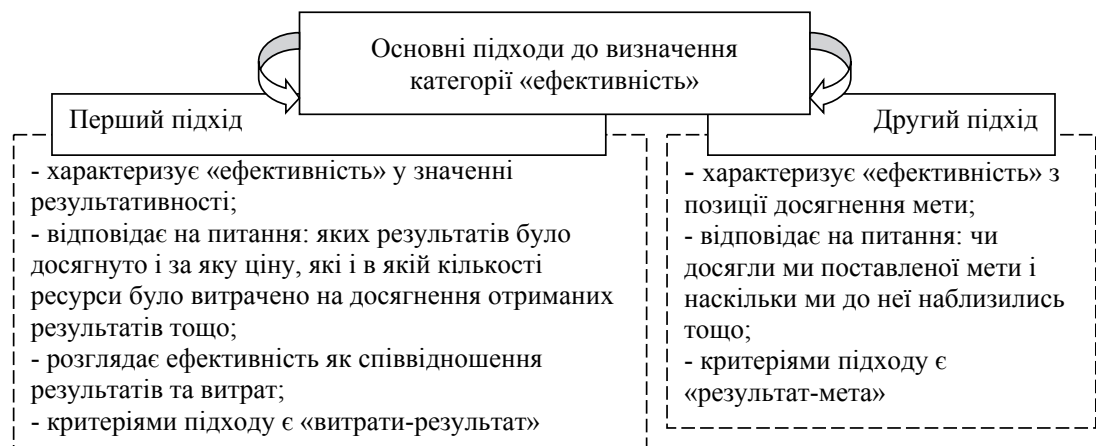 Основні підходи до визначення
категорії «ефективність»
Перший підхід
- характеризує «ефективність» у значенні
результативності;
- відповідає на питання: яких результатів було
досягнуто і за яку ціну, які і в якій кількості
ресурси було витрачено на досягнення отриманих
результатів тощо;
- розглядає ефективність як співвідношення
результатів та витрат;
- критеріями підходу є «витрати-результат»
Другий підхід
- характеризує «ефективність» з
позиції досягнення мети;
- відповідає на питання: чи
досягли ми поставленої мети і
наскільки ми до неї наблизились
тощо;
- критеріями підходу є
«результат-мета»